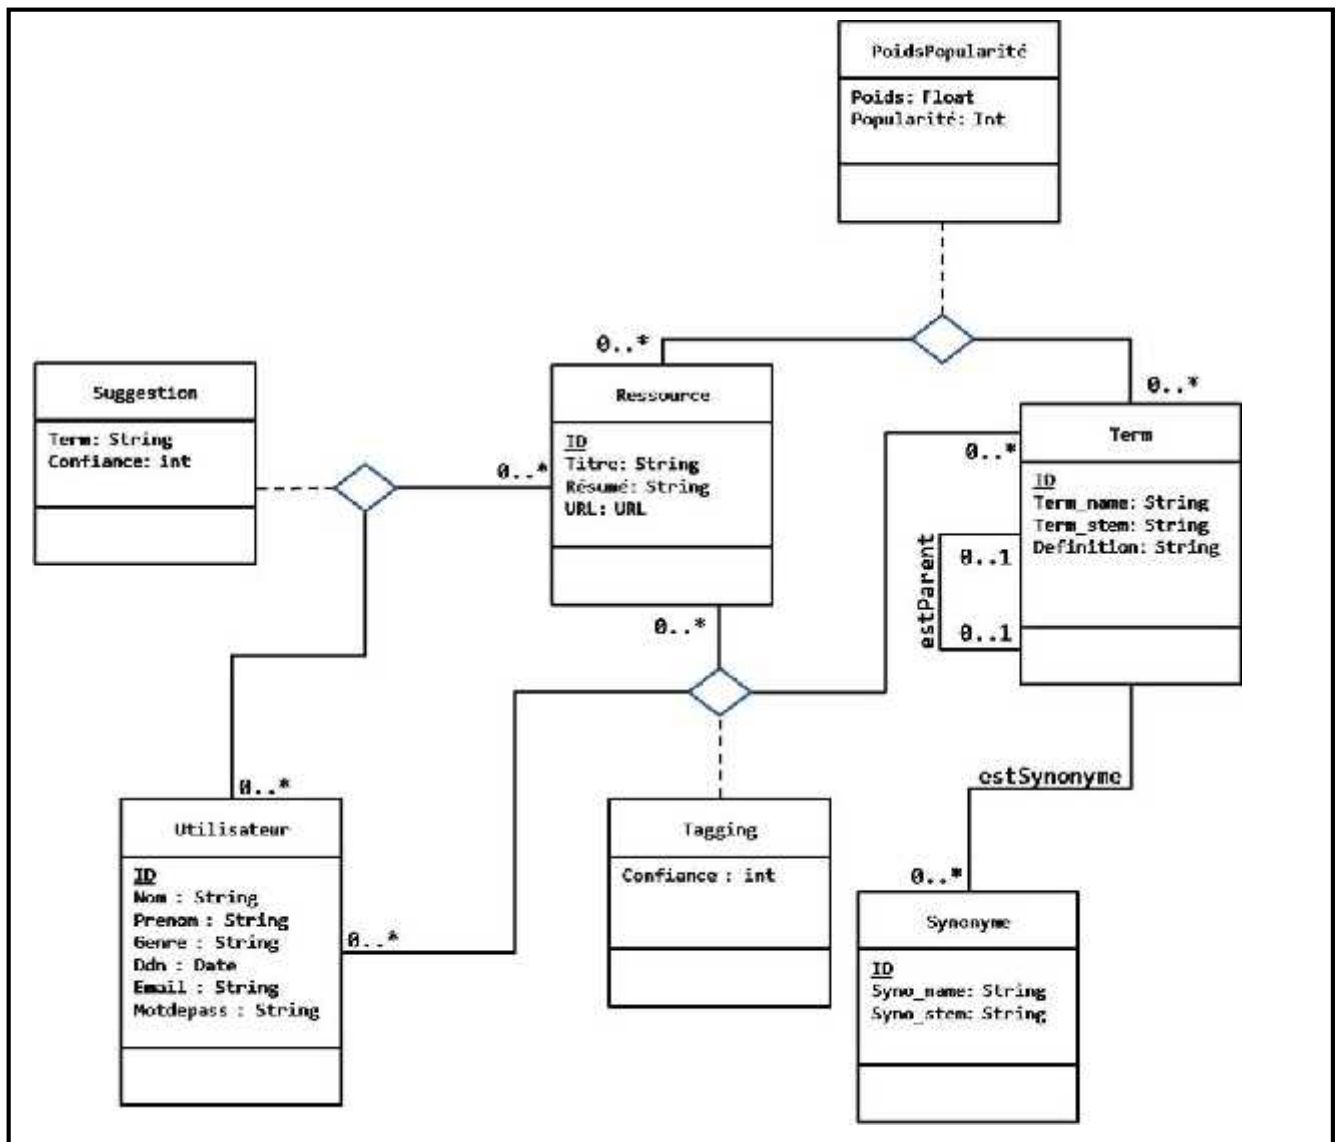 PoidsPopularité
Poids: Float
Popularité: Int
0..*
0..*
Suggestion
Term: String
Confiance: int
0..*
Ressource
ID
Titre: String
Résumé: String
URL: URL
0..*
Term
ID
Term_name: String
Term_stem: String
Definition: String
0..*
estParent
0..1
0..1
0..*
Utilisateur
ID
Nom : String
Prenom : String
Genre : String
Ddn : Date
Email : String
Motdepass : String
0..*
Tagging
Confiance : int
estSynonyme
0..*
Synonyme
ID
Syno_name: String
Syno_stem: String